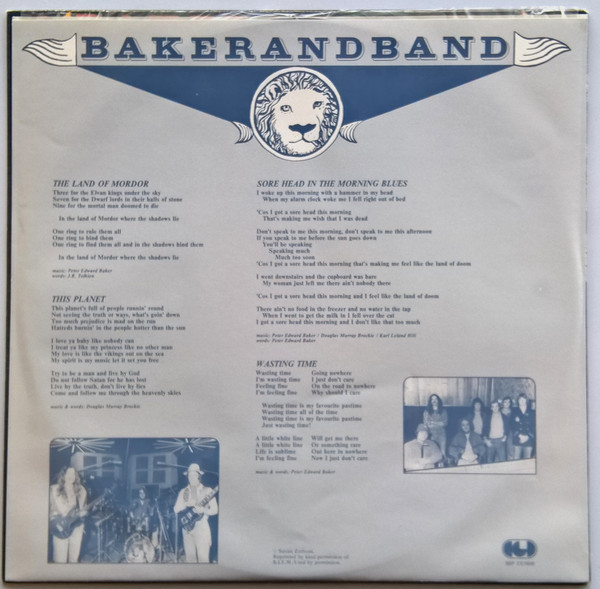 BAKERANDBAND
THE LAND OF MORDOR
Three for the Elvan kings under the sky
Seven for the Dwarf lords in their halls of stone
Nine for the mortal man doomed to die
In the land of Mordor where the shadows lie
One ring to rule them all
One ring to bind them
One ring to find them all and in the shadows bind them
In the land of Mordor where the shadows lie
music: Peter Edward Baker
words: J.R. Tolkien
THIS PLANET
This planet's full of people runnin' round
Not seeing the truth or ways, what's goin' down
Too much prejudice is mad on the run
Hatreds burnin' in the people hotter than the sun
I love ya baby like nobody can
I treat ya like my princess like no other man
My love is like the vikings out on the sea
My spirit is my music let it set you free
Try to be a man and live by God
Do not follow Satan for he has lost
Live by the truth, don't live by lies
Come and follow me through the heavenly skies
music & words: Douglas Murray Brockie
SORE HEAD IN THE MORNING BLUES
I woke up this morning with a hammer in my head
When my alarm clock woke me I fell right out of bed
'Cos I got a sore head this morning
That's making me wish that I was dead
Don't speak to me this morning, don't speak to me this afternoon
If you speak to me before the sun goes down
You'll be speaking
Speaking much
Much too soon
'Cos I got a sore head this morning that's making me feel like the land of doom
I went downstairs and the cupboard was bare
My woman just left me there ain't nobody there
'Cos I got a sore head this morning and I feel like the land of doom
There ain't no food in the freezer and no water in the tap
When I went to get the milk in I fell over the cat
I got a sore head this morning and I don't like that too much
music: Peter Edward Baker / Douglas Murray Brockie / Karl Leland Hill
words: Peter Edward Baker
WASTING TIME
Wasting time Going nowhere
I'm wasting time I just don't care
Feeling fine On the road to nowhere
I'm feeling fine Why should I care
Wasting time is my favourite pastime
Wasting time all of the time
Wasting time is my favourite pastime
Just wasting time!
A little white line Will get me there
A little white line Or something rare
Life is sublime Out here in nowhere
I'm feeling fine Now I just don't care
music & words: Peter Edward Baker